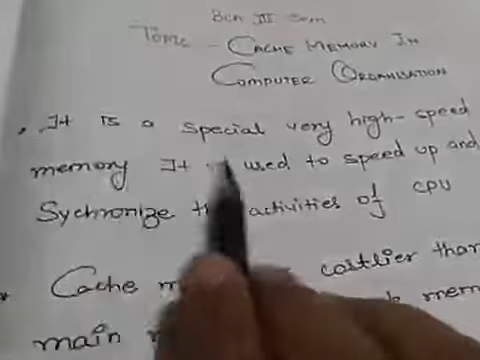 BCA III Sem
Topic - CACHE MEMORY IN
COMPUTER ORGANISATION
. It is a special very high-speed
memory It used to speed up and
Sychronize activities of CPU
* Cache costlier than
main